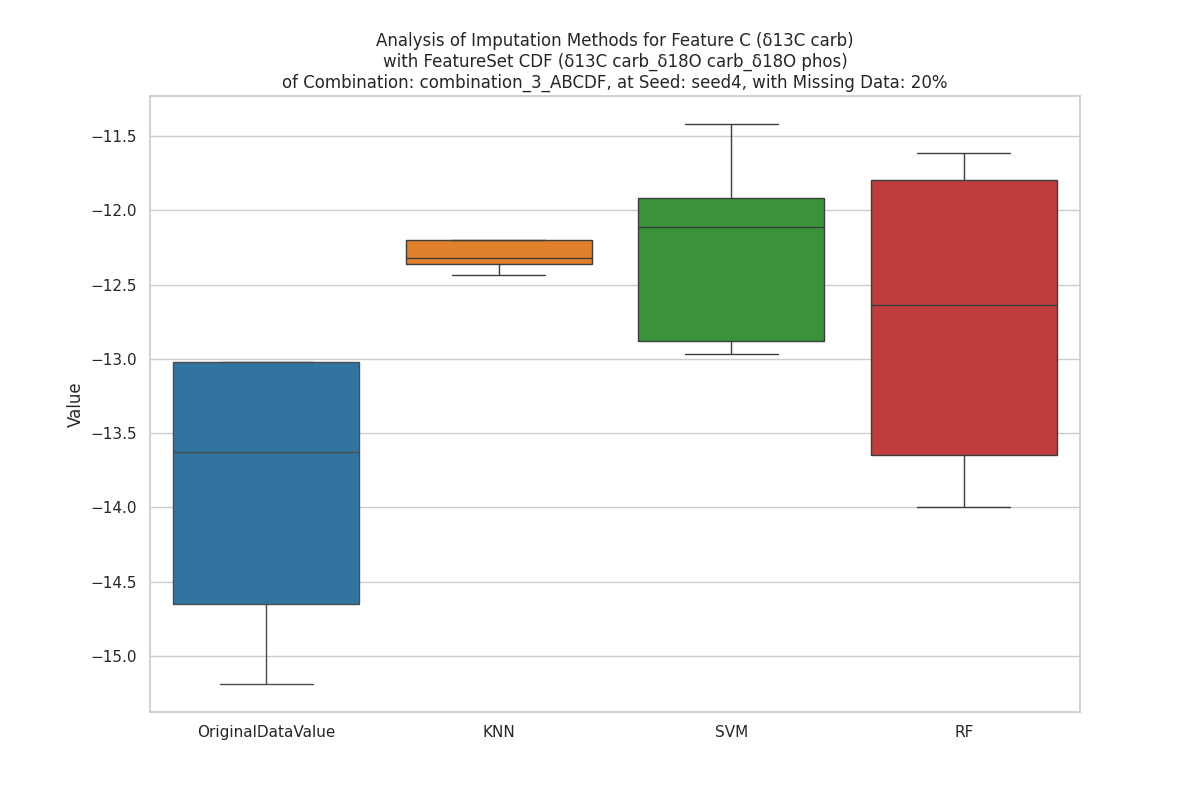 Analysis of Imputation Methods for Feature C (δ13C carb)
with FeatureSet CDF (δ13C carb_δ18O carb_δ18O phos)
of Combination: combination_3_ABCDF, at Seed: seed4, with Missing Data: 20%
Value
−11.5
−12.0
−12.5
−13.0
−13.5
−14.0
−14.5
−15.0
OriginalDataValue
KNN
SVM
RF